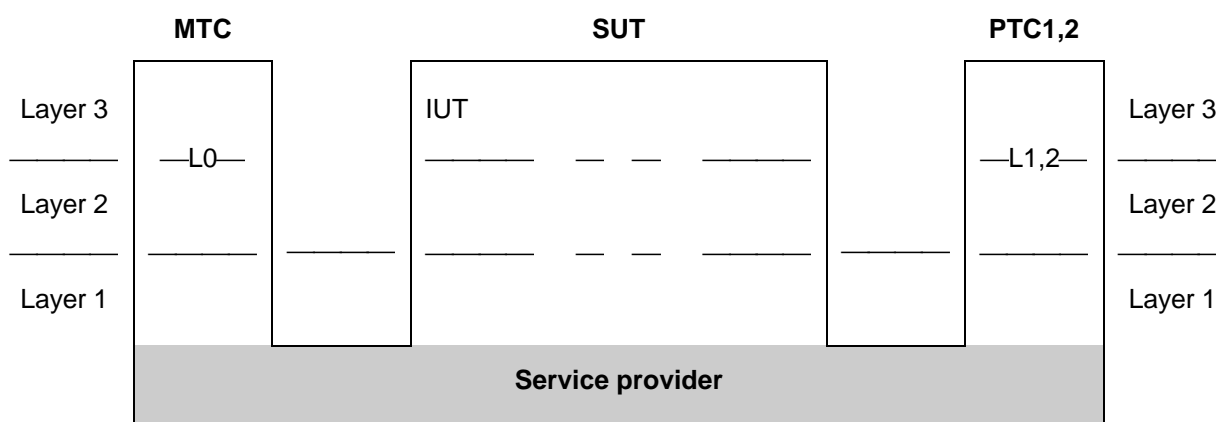 MTC SUT PTC1,2
Layer 3 IUT Layer 3
L0 L1,2
Layer 2 Layer 2
Layer 1 Layer 1
Service provider